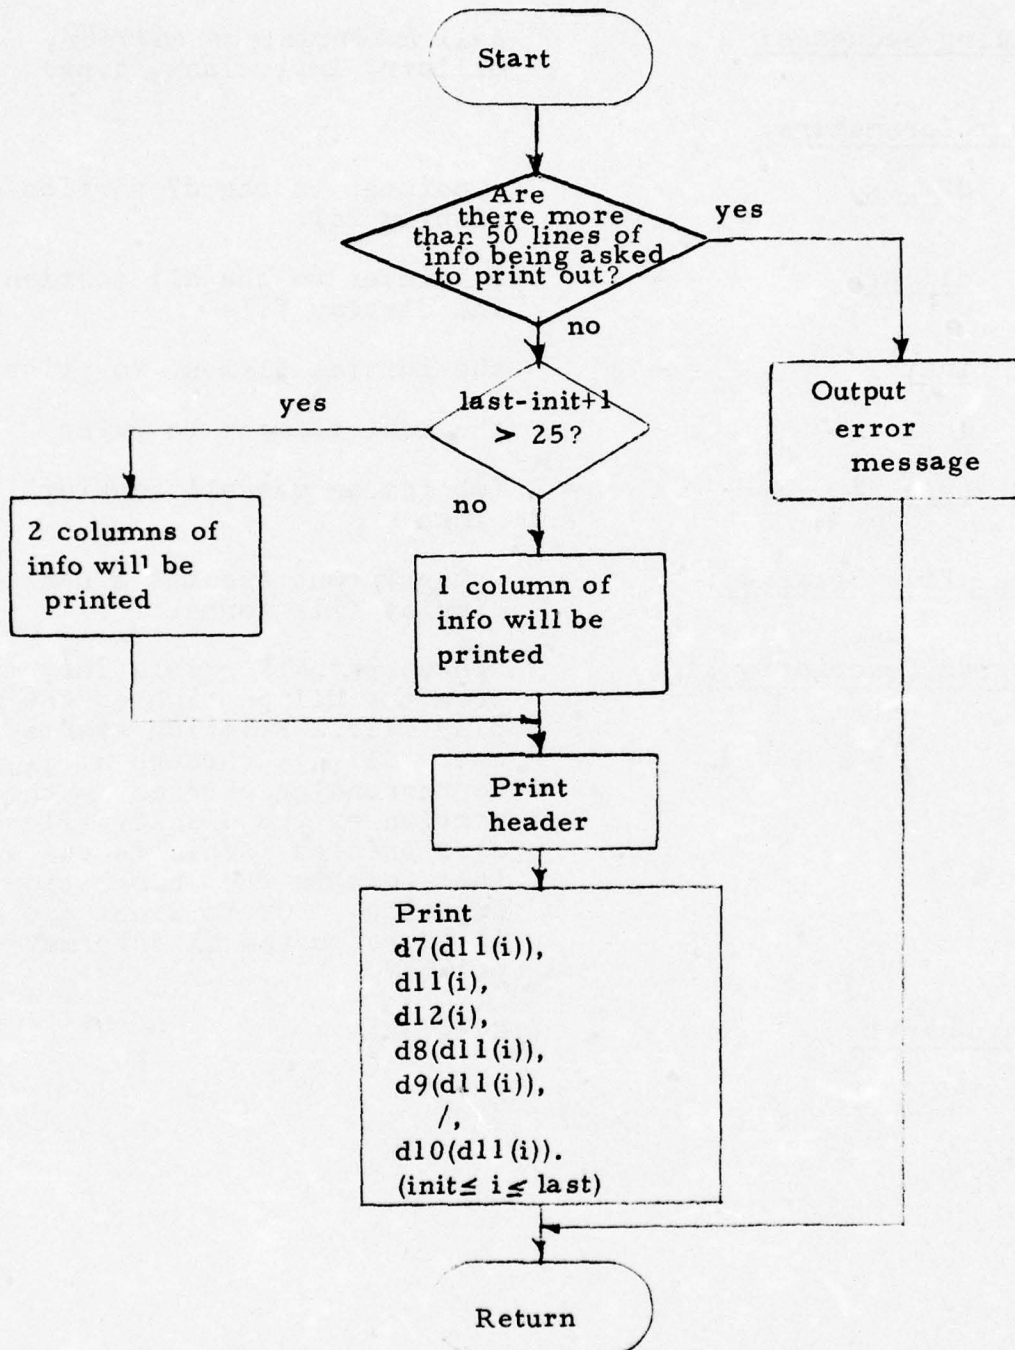 Start
Are
there more
than 50 lines of
info being asked
to print out?
yes
no
last-init+1
> 25?
yes
no
Output
error
message
2 columns of
info will be
printed
1 column of
info will be
printed
Print
header
Print
d7(d11(i)),
d11(i),
d12(i),
d8(d11(i)),
d9(d11(i)),
/,
d10(d11(i)).
(init≤ i≤ last)
Return